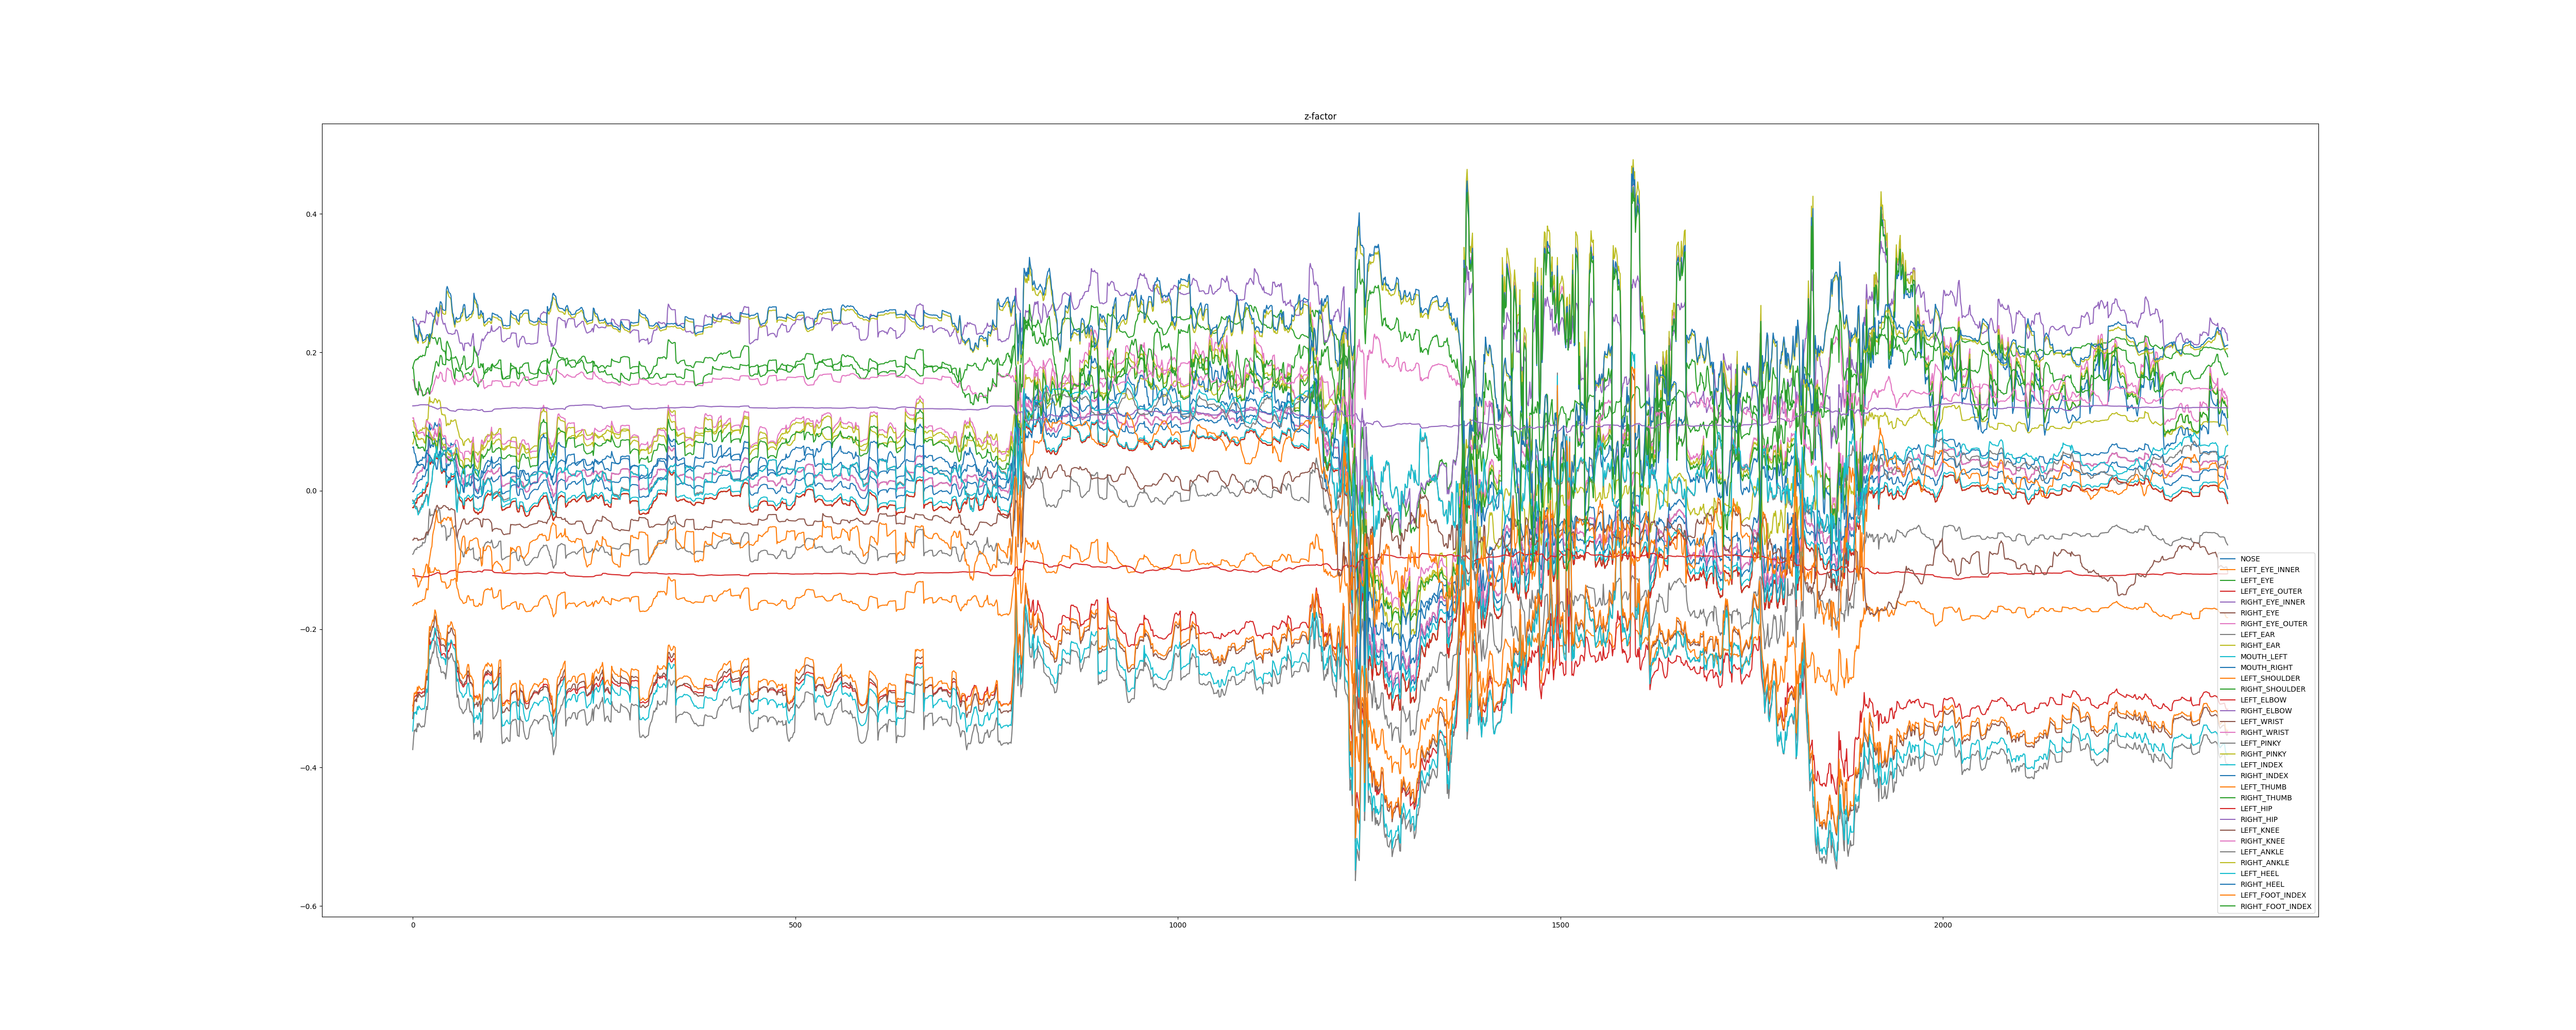 z-factor
0.4
0.2
0.0
−0.2
−0.4
−0.6
0
500
1000
1500
2000
NOSE
LEFT_EYE_INNER
LEFT_EYE
LEFT_EYE_OUTER
RIGHT_EYE_INNER
RIGHT_EYE
RIGHT_EYE_OUTER
LEFT_EAR
RIGHT_EAR
MOUTH_LEFT
MOUTH_RIGHT
LEFT_SHOULDER
RIGHT_SHOULDER
LEFT_ELBOW
RIGHT_ELBOW
LEFT_WRIST
RIGHT_WRIST
LEFT_PINKY
RIGHT_PINKY
LEFT_INDEX
RIGHT_INDEX
LEFT_THUMB
RIGHT_THUMB
LEFT_HIP
RIGHT_HIP
LEFT_KNEE
RIGHT_KNEE
LEFT_ANKLE
RIGHT_ANKLE
LEFT_HEEL
RIGHT_HEEL
LEFT_FOOT_INDEX
RIGHT_FOOT_INDEX